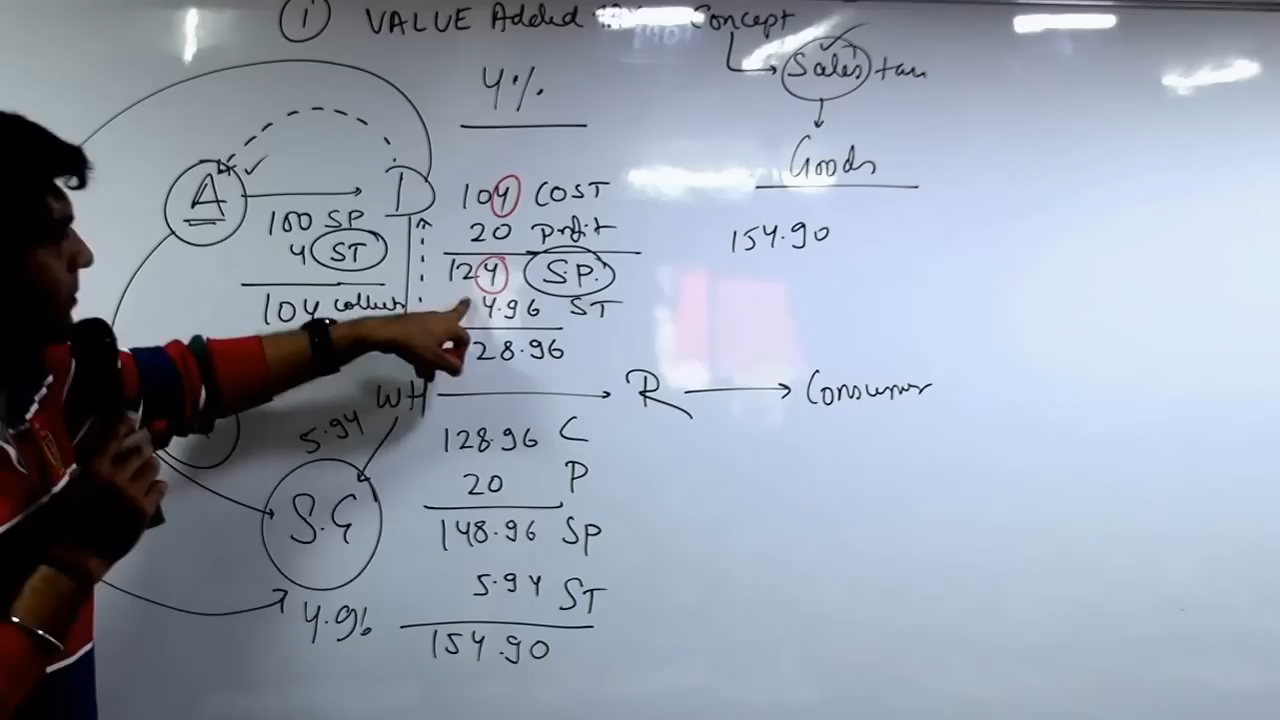 1 VALUE Added Concept
Sales tax
4%
Goods
A
D
100 SP
4 ST
104 collect
104 COST
20 Profit
124 SP.
4.96 ST
28.96
154.90
WH
R
Consumer
5.94
S.G
4.96
128.96 C
20 P
148.96 SP
5.94 ST
154.90